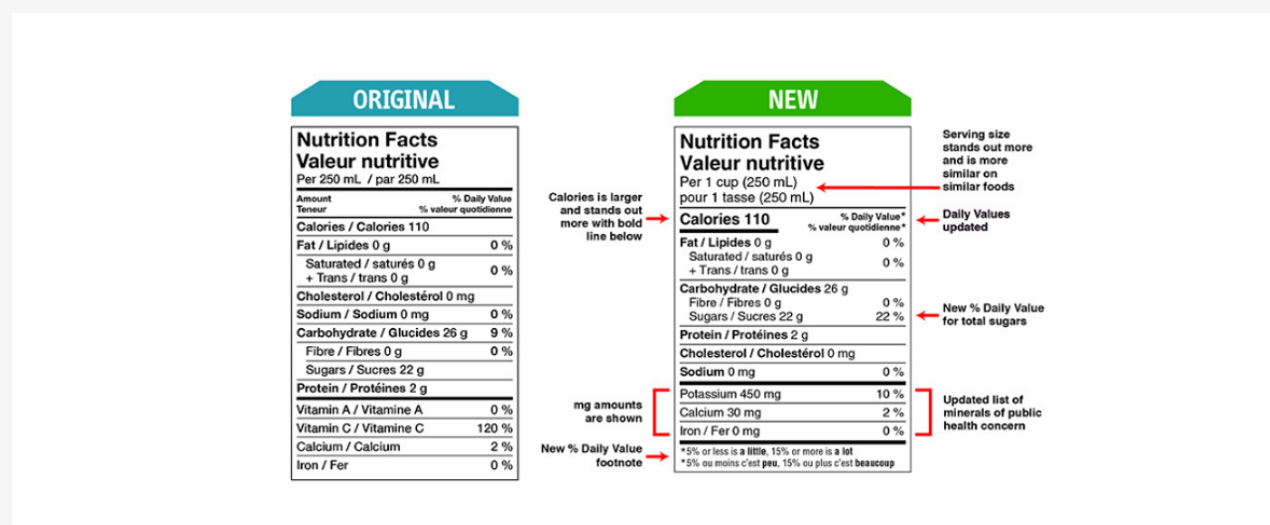 ORIGINAL
Nutrition Facts
Valeur nutritive
Per 250 mL / par 250 mL
Amount % Daily Value
Teneur % valeur quotidienne
Calories / Calories 110
Fat / Lipides 0 g 0 %
Saturated / saturés 0 g
+ Trans / trans 0 g 0 %
Cholesterol / Cholestérol 0 mg
Sodium / Sodium 0 mg 0 %
Carbohydrate / Glucides 26 g 9 %
Fibre / Fibres 0 g 0 %
Sugars / Sucres 22 g
Protein / Protéines 2 g
Vitamin A / Vitamine A 0 %
Vitamin C / Vitamine C 120 %
Calcium / Calcium 2 %
Iron / Fer 0 %
Calories is larger
and stands out
more with bold
line below
mg amounts
are shown
New % Daily Value
footnote
NEW
Nutrition Facts
Valeur nutritive
Per 1 cup (250 mL)
pour 1 tasse (250 mL)
Calories 110 % Daily Value*
% valeur quotidienne*
Fat / Lipides 0 g 0 %
Saturated / saturés 0 g
+ Trans / trans 0 g 0 %
Carbohydrate / Glucides 26 g
Fibre / Fibres 0 g 0 %
Sugars / Sucres 22 g 22 %
Protein / Protéines 2 g
Cholesterol / Cholestérol 0 mg
Sodium 0 mg 0 %
Potassium 450 mg 10 %
Calcium 30 mg 2 %
Iron / Fer 0 mg 0 %
*5% or less is a little, 15% or more is a lot
*5% ou moins c'est peu, 15% ou plus c'est beaucoup
Serving size
stands out more
and is more
similar on
similar foods
Daily Values
updated
New % Daily Value
for total sugars
Updated list of
minerals of public
health concern